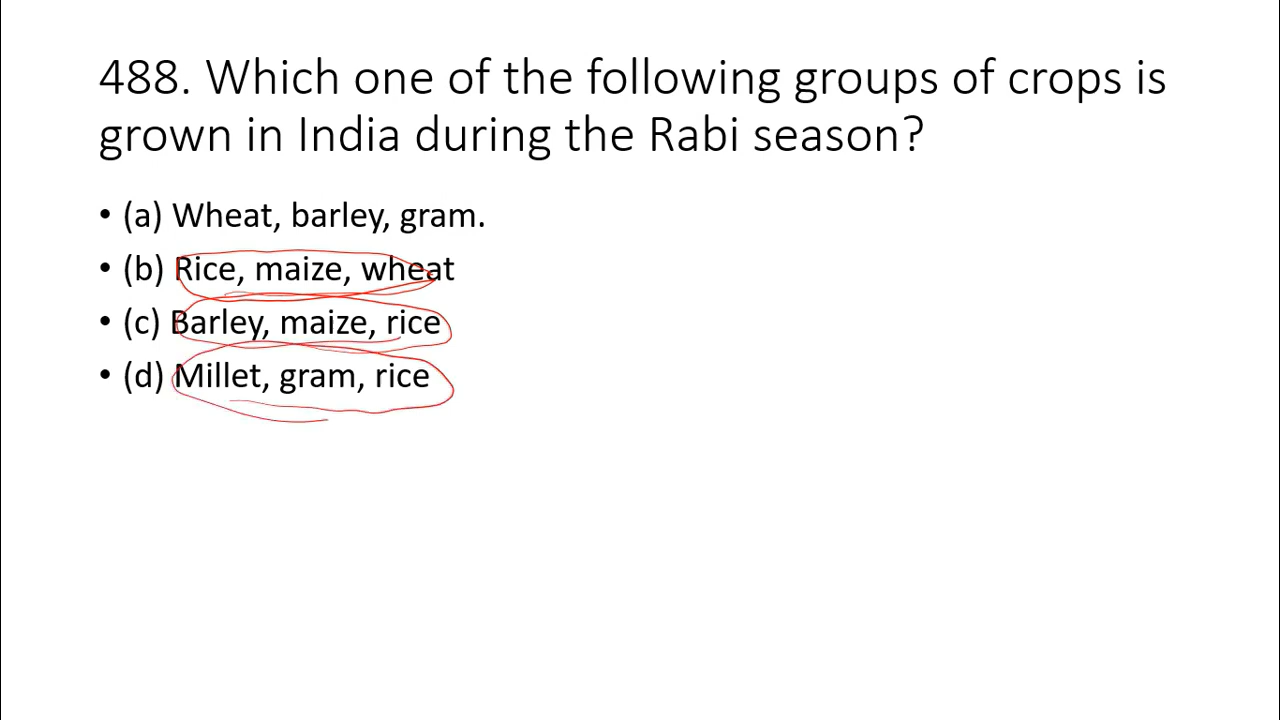 488. Which one of the following groups of crops is
grown in India during the Rabi season?
• (a) Wheat, barley, gram.
• (b) Rice, maize, wheat
• (c) Barley, maize, rice
• (d) Millet, gram, rice